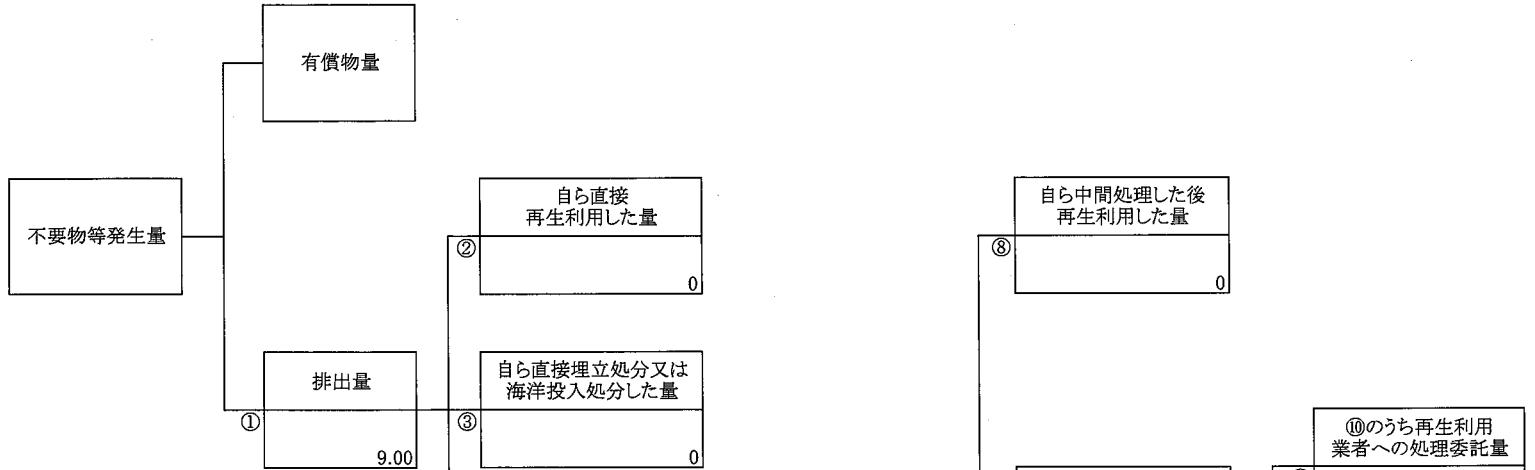 有償物量
不要物等発生量
自ら直接
再生利用した量
②
0
自ら中間処理した後
再生利用した量
⑧
0
排出量
①
9.00
自ら直接埋立処分又は
海洋投入処分した量
③
0
⑩のうち再生利用
業者への処理委託量